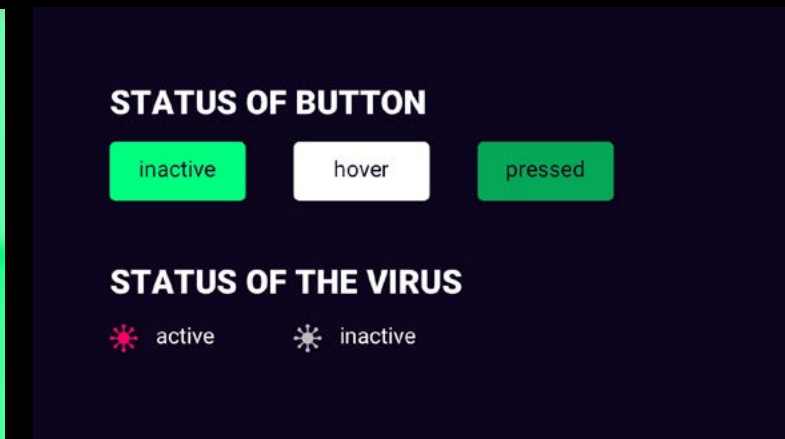 STATUS OF BUTTON
inactive hover pressed
STATUS OF THE VIRUS
active inactive